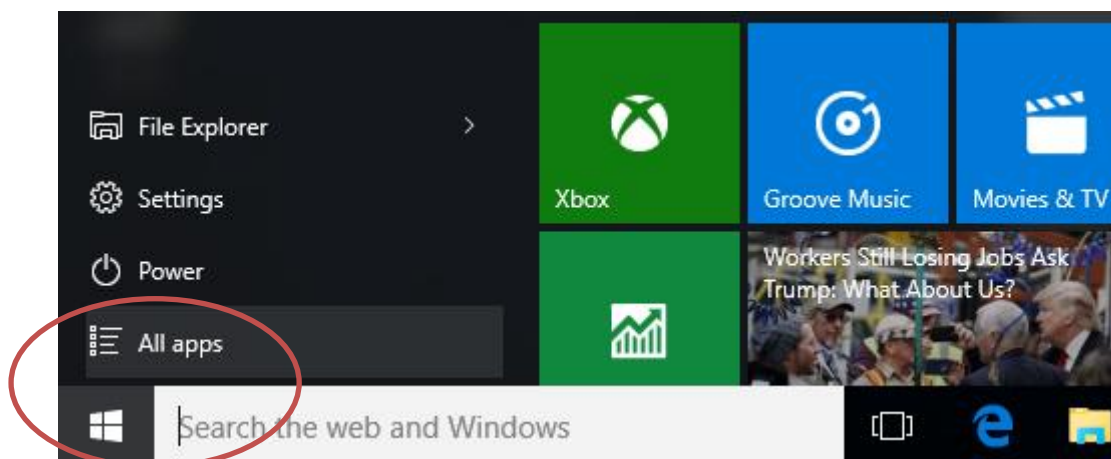 File Explorer
Settings
Power
All apps
Xbox
Groove Music
Movies & TV
Workers Still Losing Jobs Ask
Trump: What About Us?
Search the web and Windows